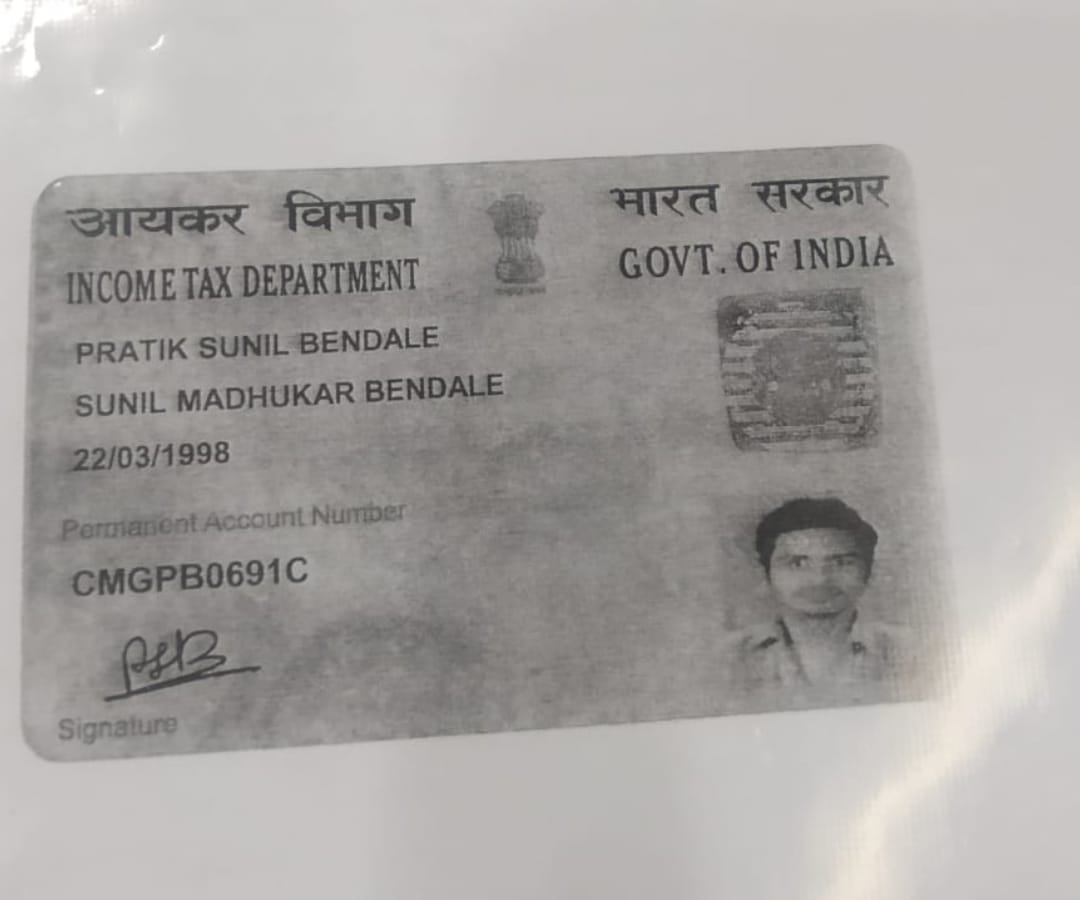 आयकर विभाग
भारत सरकार
INCOME TAX DEPARTMENT
GOVT. OF INDIA
PRATIK SUNIL BENDALE
SUNIL MADHUKAR BENDALE
22/03/1998
Permanent Account Number
CMGPB0691C
PSB
Signature